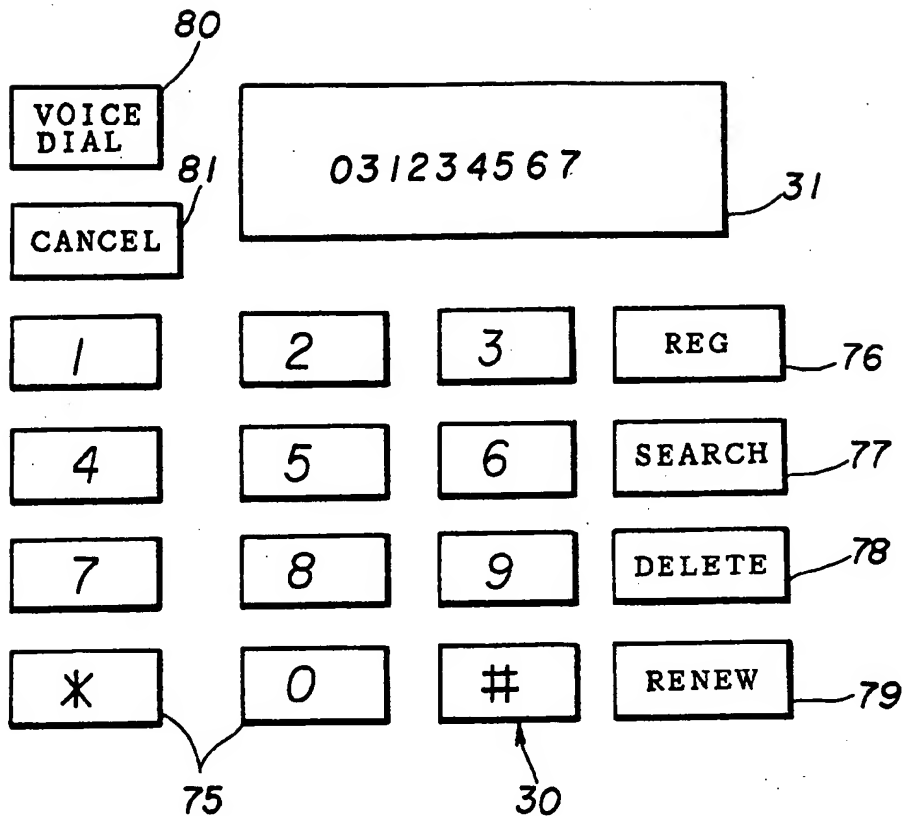 80
VOICE
DIAL
031234567
81
31
CANCEL
1 2 3 REG
76
4 5 6 SEARCH 77
7 8 9 DELETE 78
* 0 # RENEW 79
75 30